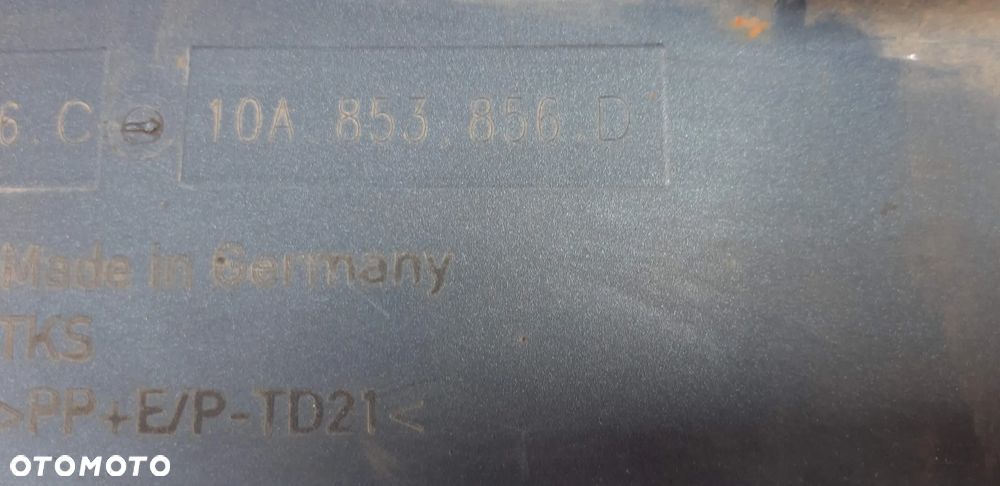 6.C 10A 853.856.D
Made in Germany
TKS
>PP+E/P-TD21<
OTOMOTO